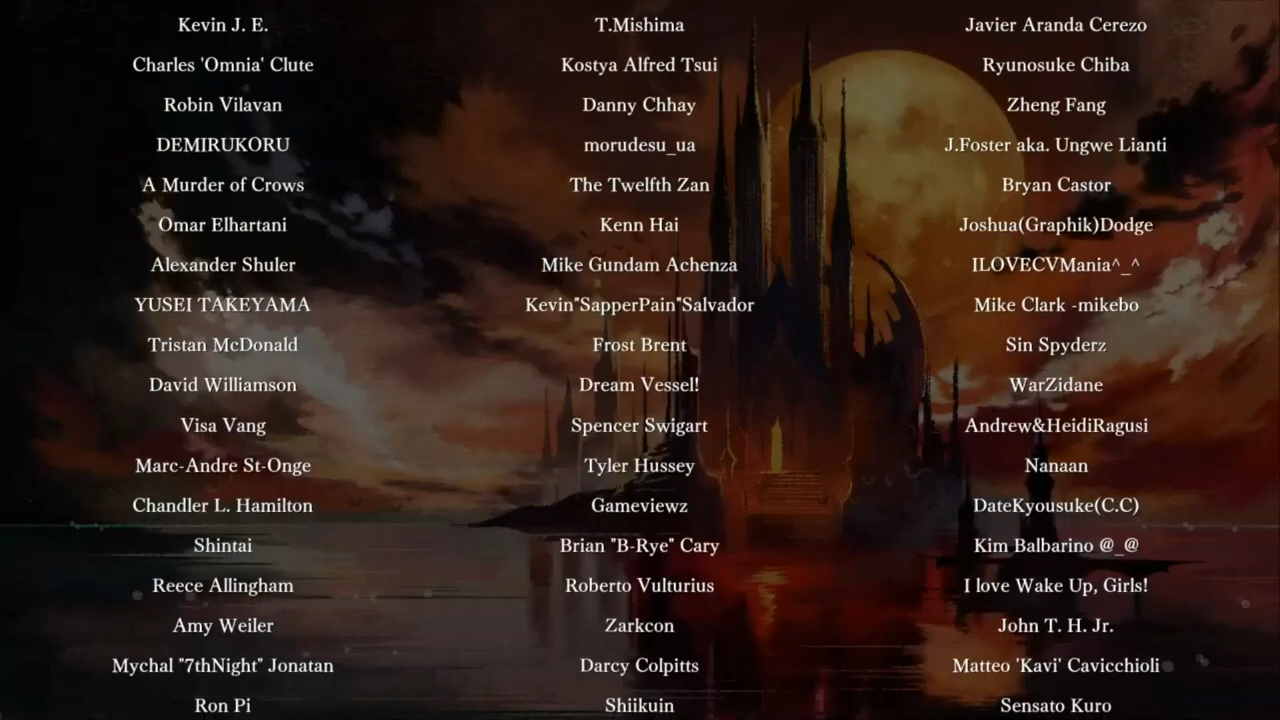 Kevin J. E.
T.Mishima
Javier Aranda Cerezo
Charles 'Omnia' Clute
Kostya Alfred Tsui
Ryunosuke Chiba
Robin Vilavan
Danny Chhay
Zheng Fang
DEMIRUKORU
morudesu_ua
J.Foster aka. Ungwe Lianti
A Murder of Crows
The Twelfth Zan
Bryan Castor
Omar Elhartani
Kenn Hai
Joshua(Graphik)Dodge
Alexander Shuler
Mike Gundam Achenza
ILOVECVMania^_^
YUSEI TAKEYAMA
Kevin"SapperPain"Salvador
Mike Clark -mikebo
Tristan McDonald
Frost Brent
Sin Spyderz
David Williamson
Dream Vessel!
WarZidane
Visa Vang
Spencer Swigart
Andrew&HeidiRagusi
Marc-Andre St-Onge
Tyler Hussey
Nanaan
Chandler L. Hamilton
Gameviewz
DateKyousuke(C.C)
Shintai
Brian "B-Rye" Cary
Kim Balbarino @_@
Reece Allingham
Roberto Vulturius
I love Wake Up, Girls!
Amy Weiler
Zarkcon
John T. H. Jr.
Mychal "7thNight" Jonatan
Darcy Colpitts
Matteo 'Kavi' Cavicchioli
Ron Pi
Shiikuin
Sensato Kuro